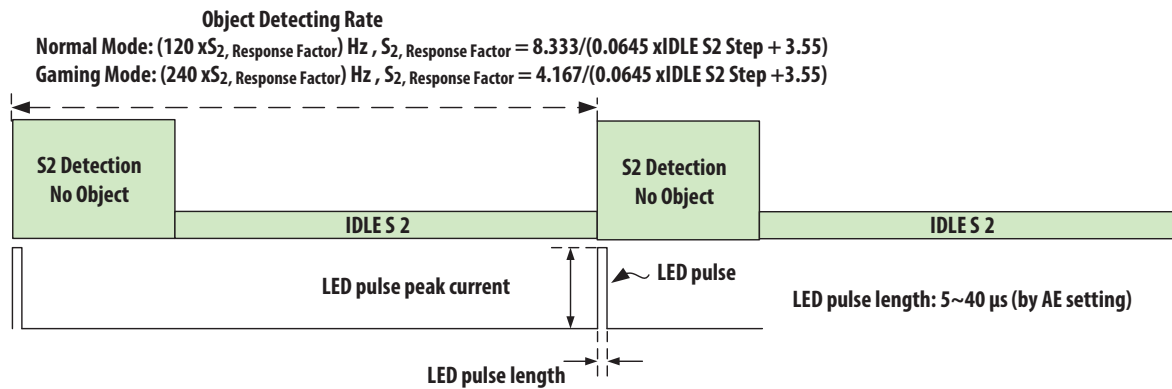 Object Detecting Rate
Normal Mode: (120 xS2, Response Factor) Hz , S2, Response Factor = 8.333/(0.0645 xIDLE S2 Step + 3.55)
Gaming Mode: (240 xS2, Response Factor) Hz , S2, Response Factor = 4.167/(0.0645 xIDLE S2 Step +3.55)
S2 Detection
No Object
IDLE S 2
S2 Detection
No Object
IDLE S 2
LED pulse peak current
LED pulse
LED pulse length: 5~40 µs (by AE setting)
LED pulse length